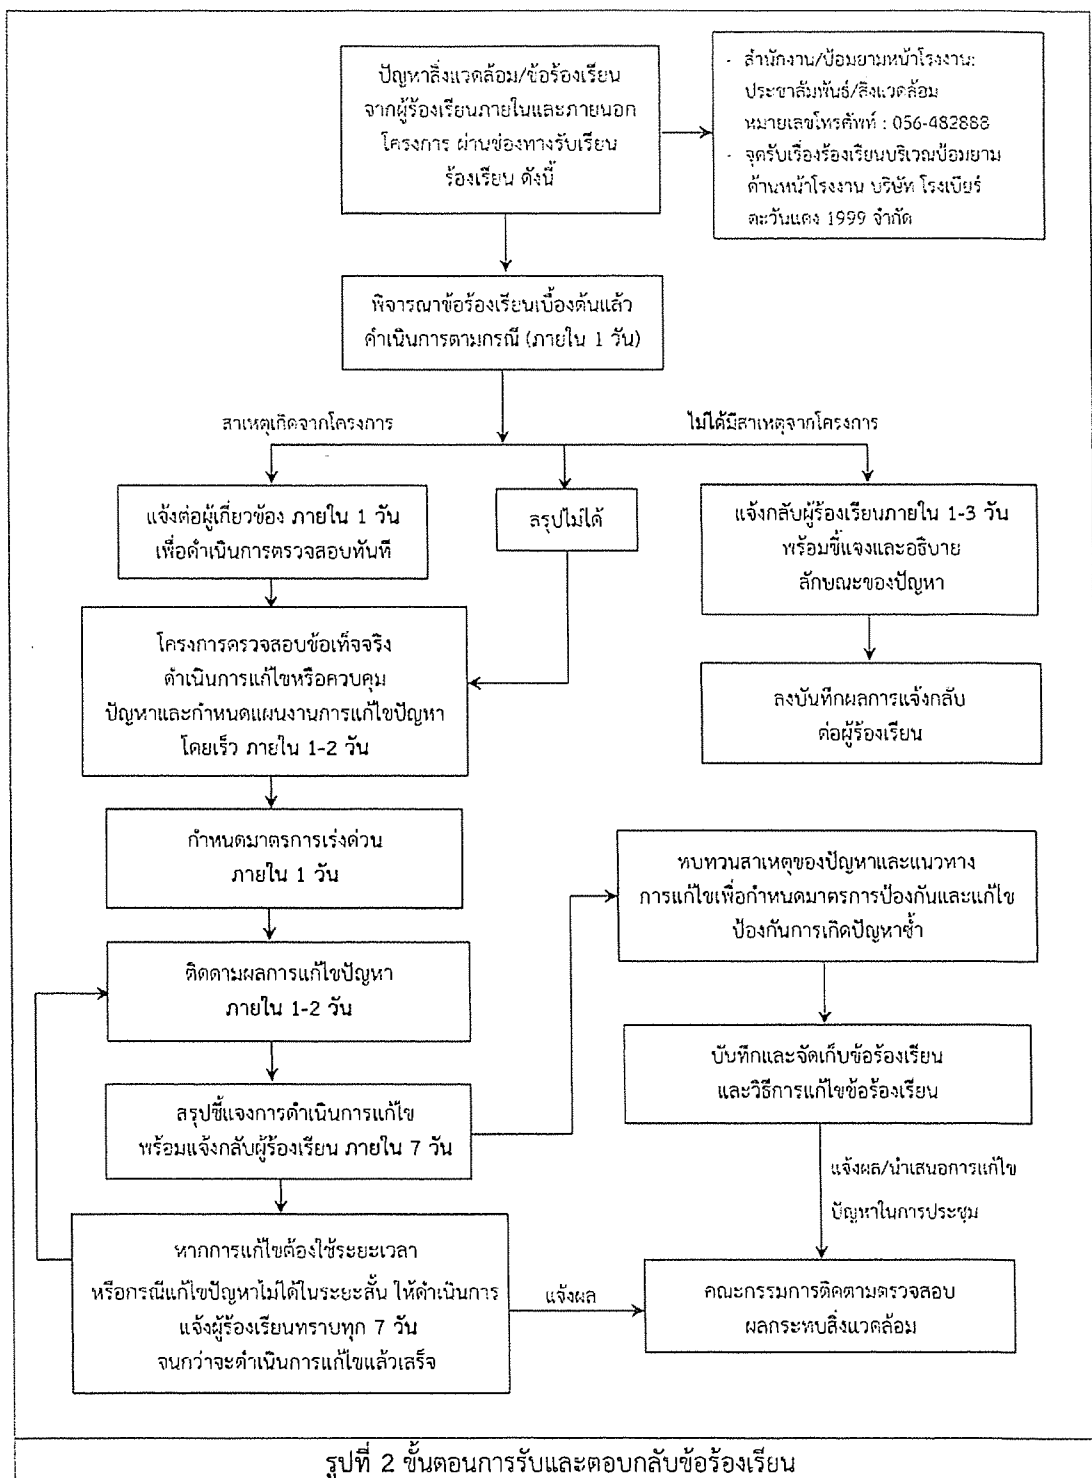 ปัญหาสิ่งแวดล้อม/ข้อร้องเรียน
จากผู้ร้องเรียนภายในและภายนอก
โครงการ ผ่านช่องทางรับเรียน
ร้องเรียน ดังนี้
- สำนักงาน/ป้อมยามหน้าโรงงาน:
ประชาสัมพันธ์/สิ่งแวดล้อม
หมายเลขโทรศัพท์ : 056-482888
- จุดรับเรื่องร้องเรียนบริเวณป้อมยาม
ด้านหน้าโรงงาน บริษัท โรงเบียร์
ตะวันแดง 1999 จำกัด
พิจารณาข้อร้องเรียนเบื้องต้นแล้ว
ดำเนินการตามกรณี (ภายใน 1 วัน)
สาเหตุเกิดจากโครงการ
ไม่ได้มีสาเหตุจากโครงการ
แจ้งต่อผู้เกี่ยวข้อง ภายใน 1 วัน
เพื่อดำเนินการตรวจสอบทันที
สรุปไม่ได้
แจ้งกลับผู้ร้องเรียนภายใน 1-3 วัน
พร้อมชี้แจงและอธิบาย
ลักษณะของปัญหา
โครงการตรวจสอบข้อเท็จจริง
ดำเนินการแก้ไขหรือควบคุม
ปัญหาและกำหนดแผนงานการแก้ไขปัญหา
โดยเร็ว ภายใน 1-2 วัน
ลงบันทึกผลการแจ้งกลับ
ต่อผู้ร้องเรียน
กำหนดมาตรการเร่งด่วน
ภายใน 1 วัน
ติดตามผลการแก้ไขปัญหา
ภายใน 1-2 วัน
สรุปชี้แจงการดำเนินการแก้ไข
พร้อมแจ้งกลับผู้ร้องเรียน ภายใน 7 วัน
หากการแก้ไขต้องใช้ระยะเวลา
หรือกรณีแก้ไขปัญหาไม่ได้ในระยะสั้น ให้ดำเนินการ
แจ้งผู้ร้องเรียนทราบทุก 7 วัน
จนกว่าจะดำเนินการแก้ไขแล้วเสร็จ
แจ้งผล
ทบทวนสาเหตุของปัญหาและแนวทาง
การแก้ไขเพื่อกำหนดมาตรการป้องกันและแก้ไข
ป้องกันการเกิดปัญหาซ้ำ
บันทึกและจัดเก็บข้อร้องเรียน
และวิธีการแก้ไขข้อร้องเรียน
แจ้งผล/นำเสนอการแก้ไข
ปัญหาในการประชุม
คณะกรรมการติดตามตรวจสอบ
ผลกระทบสิ่งแวดล้อม
รูปที่ 2 ขั้นตอนการรับและตอบกลับข้อร้องเรียน